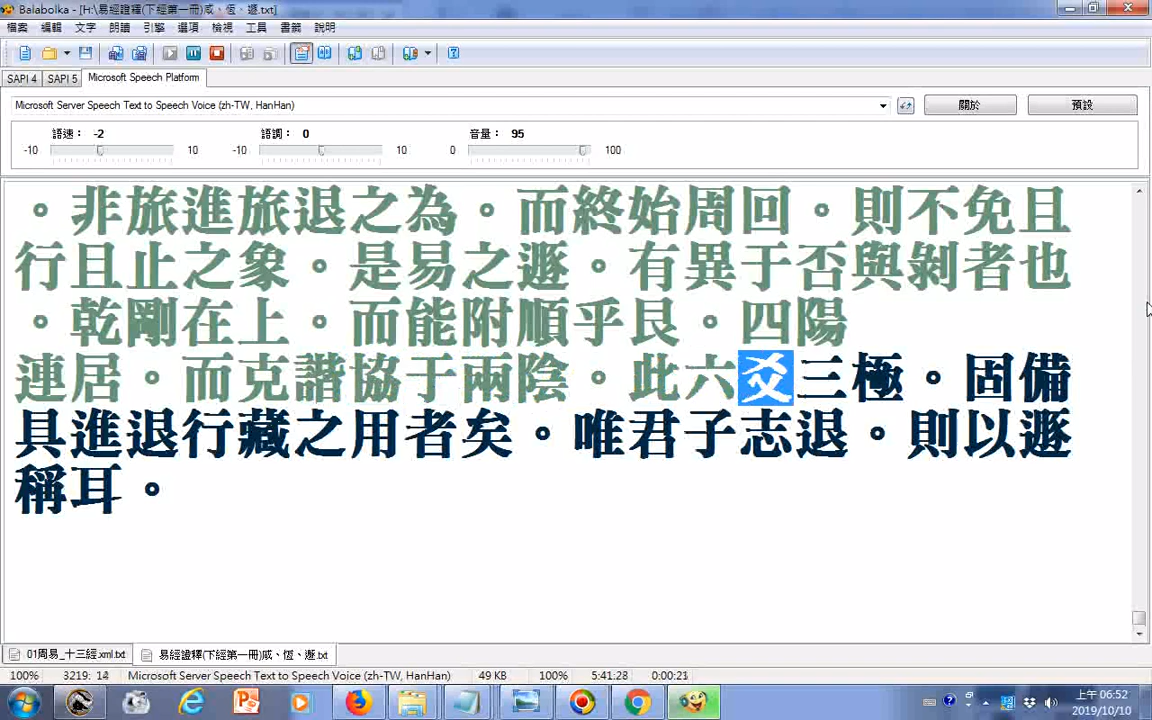 Balabolka - [H:\易經證釋(下經第一冊)咸、恆、遯.txt]
檔案 編輯 文字 朗讀 引擎 選項 檢視 工具 書籤 說明
SAPI 4 SAPI 5 Microsoft Speech Platform
Microsoft Server Speech Text to Speech Voice (zh-TW, HanHan) 關於 預設
語速： -2 語調： 0 音量： 95
-10 10 -10 10 0 100
。非旅進旅退之為。而終始周回。則不免且
行且止之象。是易之遯。有異于否與剝者也
。乾剛在上。而能附順乎艮。四陽
連居。而克諧協于兩陰。此六爻三極。固備
具進退行藏之用者矣。唯君子志退。則以遯
稱耳。
01周易_十三經.xml.txt 易經證釋(下經第一冊)咸、恆、遯.txt
100% 3219: 12 Microsoft Server Speech Text to Speech Voice (zh-TW, HanHan) 49 KB 100% 5:41:28 0:00:21
上午 06:52
2019/10/10